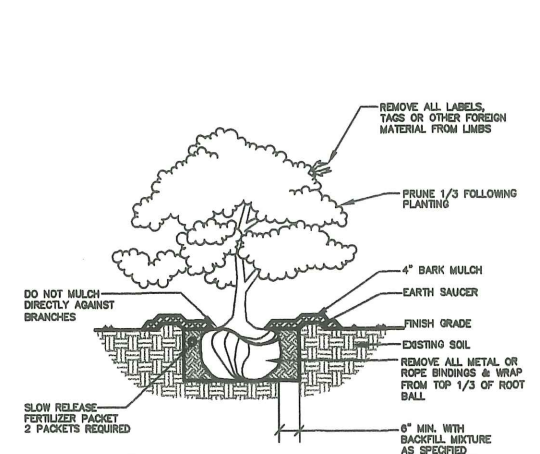 REMOVE ALL LABELS,
TAGS OR OTHER FOREIGN
MATERIAL FROM LIMBS
PRUNE 1/3 FOLLOWING
PLANTING
4" BARK MULCH
EARTH SAUCER
FINISH GRADE
EXISTING SOIL
REMOVE ALL METAL OR
ROPE BINDINGS & WRAP
FROM TOP 1/3 OF ROOT
BALL
6" MIN. WITH
BACKFILL MIXTURE
AS SPECIFIED
DO NOT MULCH
DIRECTLY AGAINST
BRANCHES
SLOW RELEASE
FERTILIZER PACKET
2 PACKETS REQUIRED